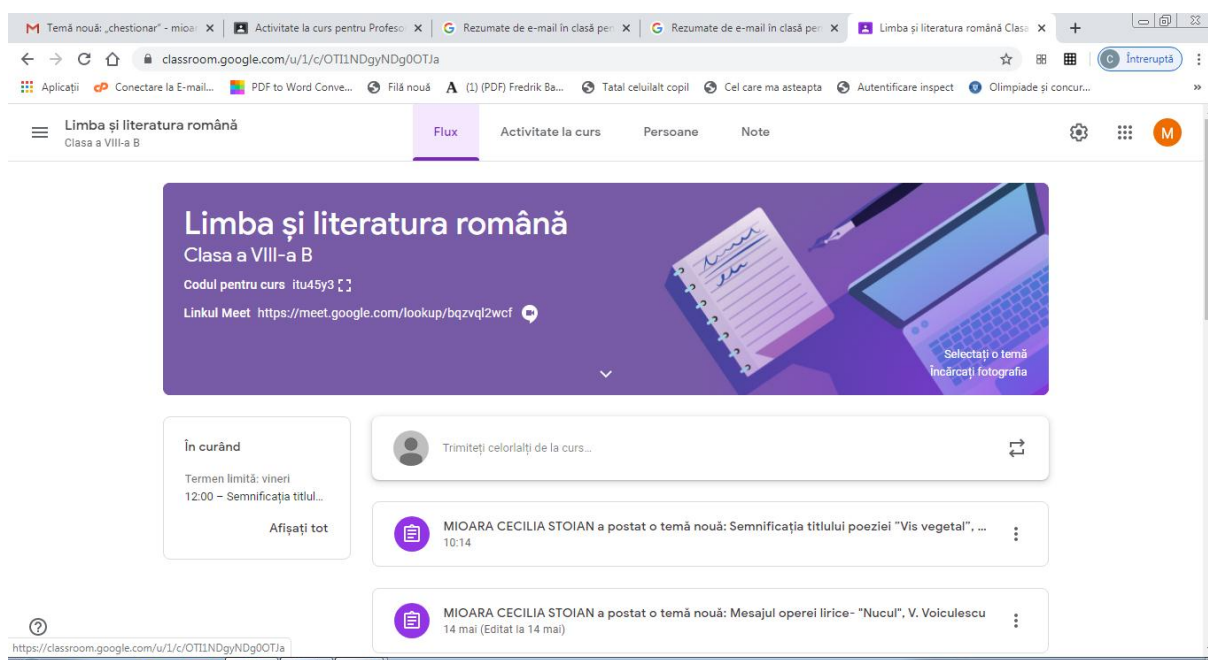 Temă nouă: „chestionar” - mioa
Activitate la curs pentru Profeso
Rezumate de e-mail în clasă pen
Rezumate de e-mail în clasă pen
Limba și literatura română Clasa
classroom.google.com/u/1/c/OTI1NDgyNDg0OTJa
Întreruptă
Aplicații
Conectare la E-mail...
PDF to Word Conve...
Filă nouă
(1) (PDF) Fredrik Ba...
Tatal celuilalt copil
Cel care ma asteapta
Autentificare inspect
Olimpiade și concur...
Limba și literatura română
Clasa a VIII-a B
Flux
Activitate la curs
Persoane
Note
M
Limba și literatura română
Clasa a VIII-a B
Codul pentru curs itu45y3
Linkul Meet https://meet.google.com/lookup/bqzvql2wcf
Selectați o temă
Încărcați fotografia
În curând
Termen limită: vineri
12:00 – Semnificația titlul...
Afișați tot
Trimiteți celorlalți de la curs...
MIOARA CECILIA STOIAN a postat o temă nouă: Semnificația titlului poeziei "Vis vegetal", ...
10:14
MIOARA CECILIA STOIAN a postat o temă nouă: Mesajul operei lirice- "Nucul", V. Voiculescu
14 mai (Editat la 14 mai)
https://classroom.google.com/u/1/c/OTI1NDgyNDg0OTJa